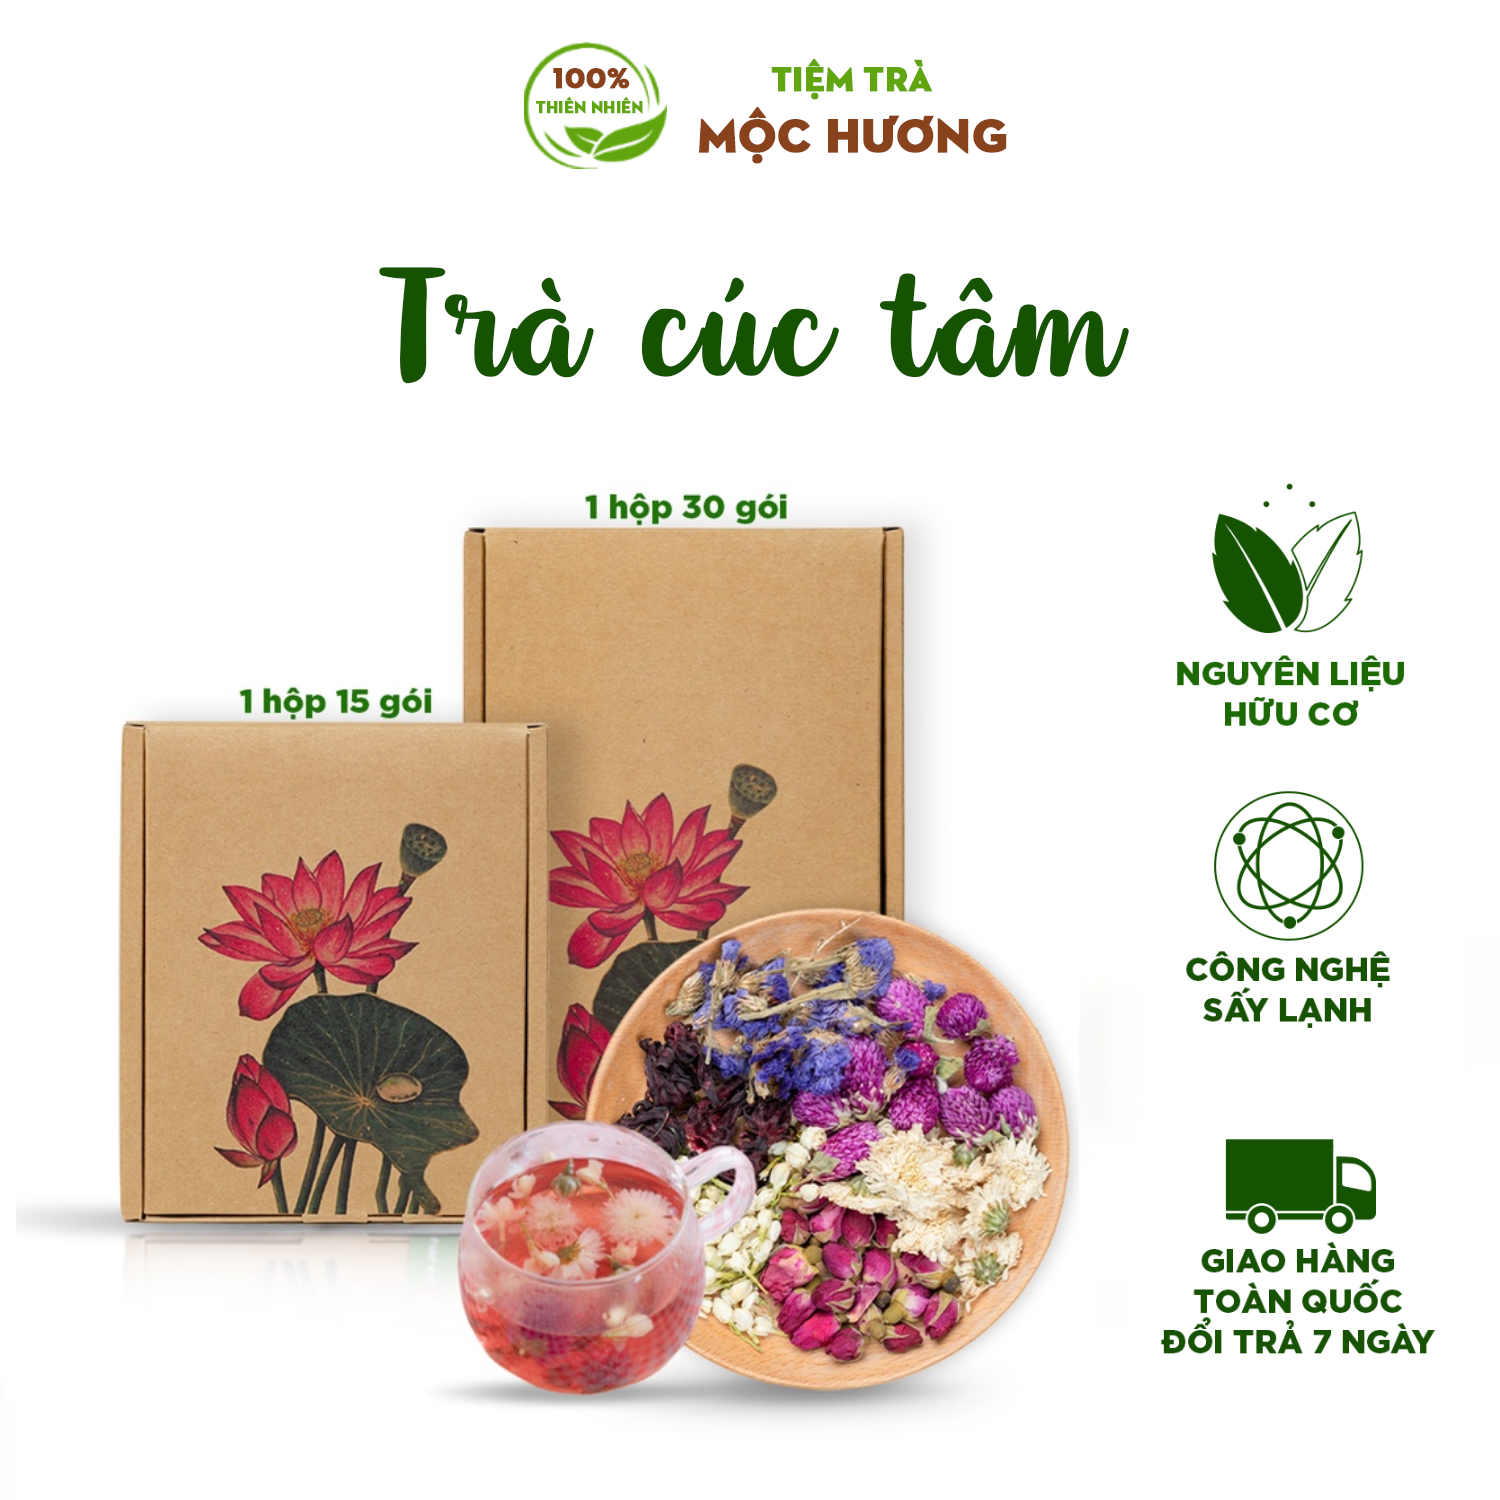 100%
THIÊN NHIÊN
TIỆM TRÀ
MỘC HƯƠNG
Trà cúc tâm
1 hộp 30 gói
1 hộp 15 gói
NGUYÊN LIỆU
HỮU CƠ
CÔNG NGHỆ
SẤY LẠNH
GIAO HÀNG
TOÀN QUỐC
ĐỔI TRẢ 7 NGÀY